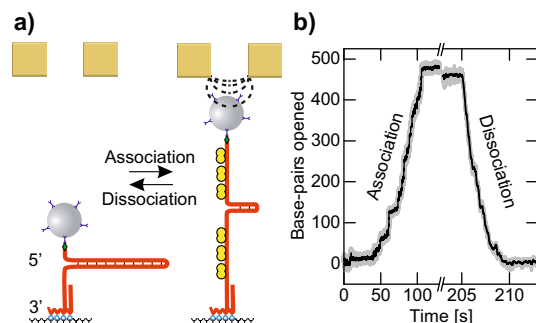 a)
Association
Dissociation
5'
3'
b)
Base-pairs opened
500
400
300
200
100
0
Association
Dissociation
0 50 100 205 210
Time [s]